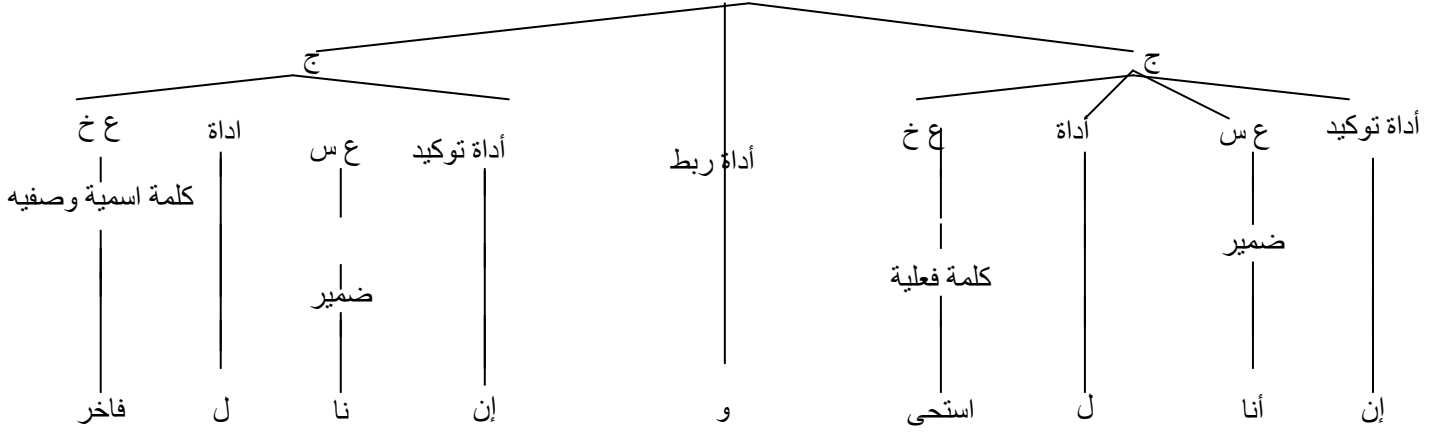 ج ج
أداة توكيد ع س أداة ع خ أداة ربط أداة توكيد ع س اداة ع خ
ضمير كلمة فعلية ضمير كلمة اسمية وصفيه
إن أنا ل استحى و إن نا ل فاخر